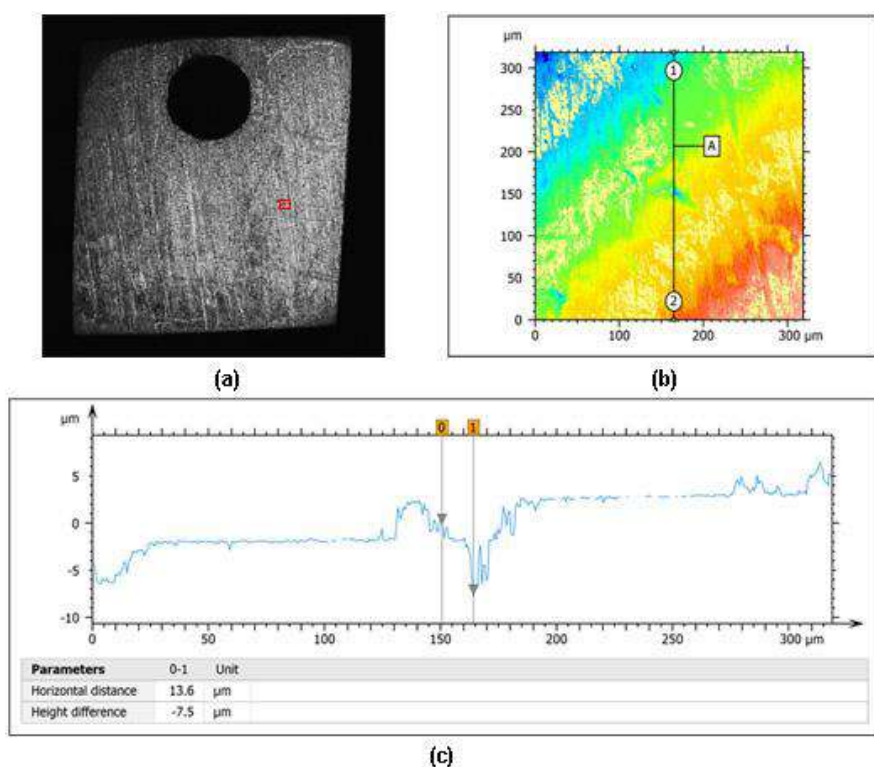 µm
300
250
200
150
100
50
0
0 100 200 300 µm
1
A
2
(a)
(b)
µm
0 1
5
0
-5
-10
0 50 100 150 200 250 300 µm
Parameters 0-1 Unit
Horizontal distance 13.6 µm
Height difference -7.5 µm
(c)